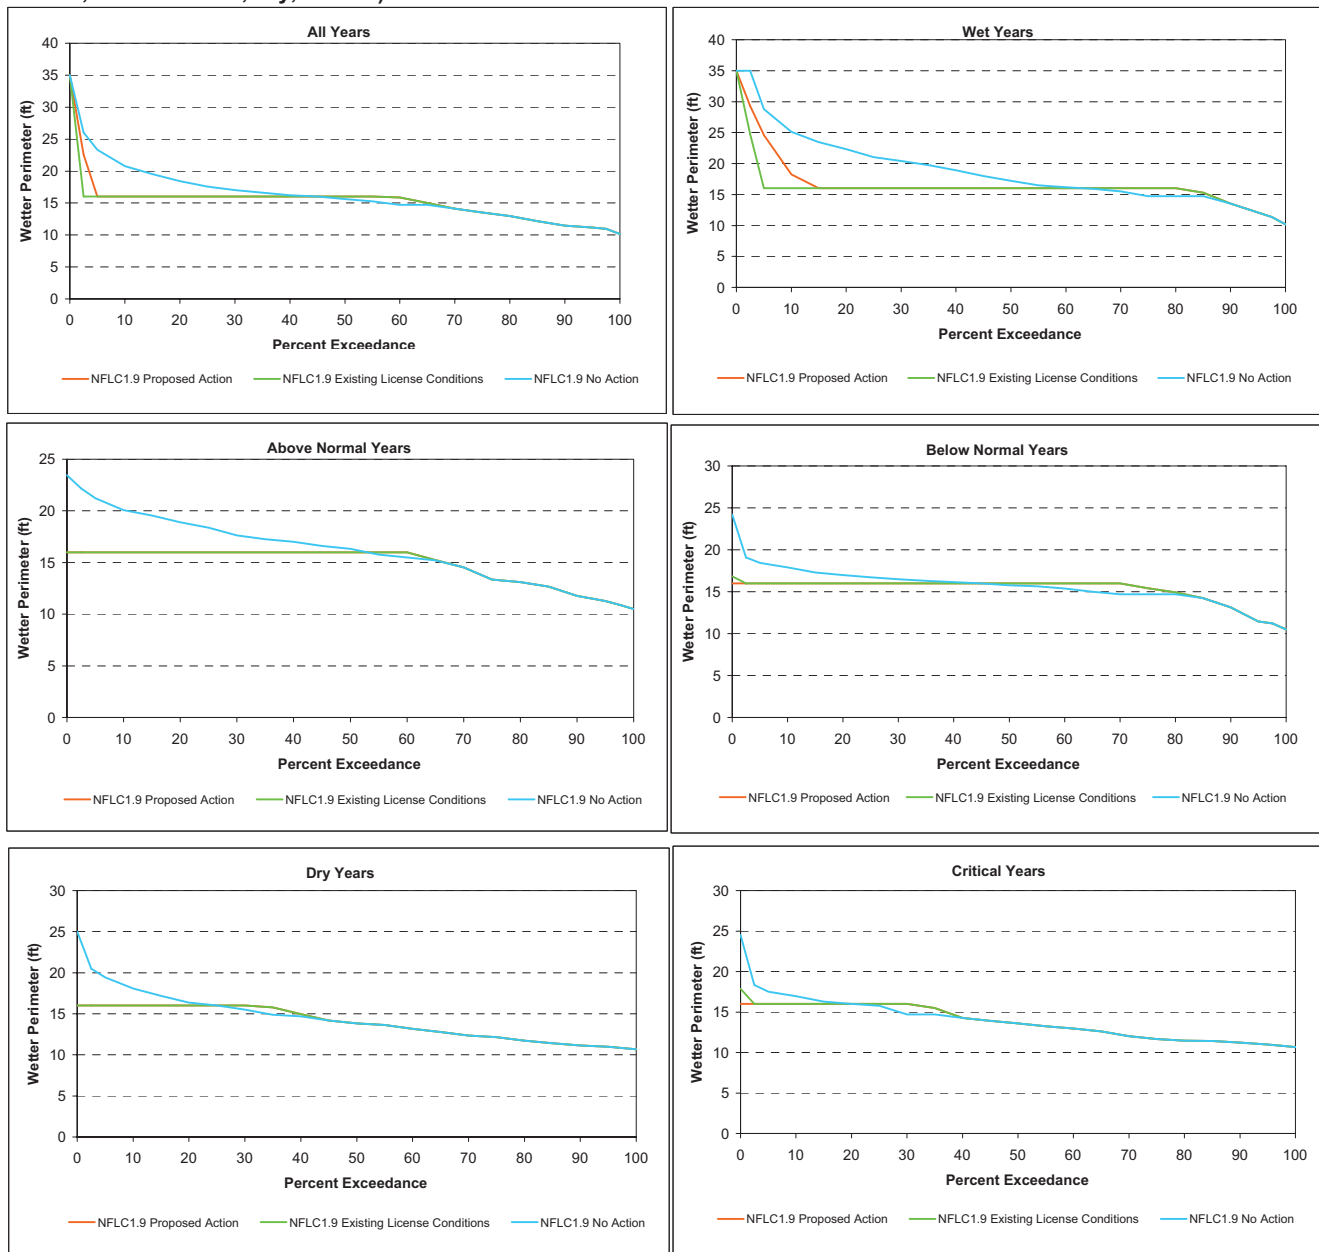 All Years
Wetter Perimeter (ft)
40
35
30
25
20
15
10
5
0
0 10 20 30 40 50 60 70 80 90 100
Percent Exceedance
NFLC1.9 Proposed Action NFLC1.9 Existing License Conditions NFLC1.9 No Action
Wet Years
Wetter Perimeter (ft)
40
35
30
25
20
15
10
5
0
0 10 20 30 40 50 60 70 80 90 100
Percent Exceedance
NFLC1.9 Proposed Action NFLC1.9 Existing License Conditions NFLC1.9 No Action
Above Normal Years
Wetter Perimeter (ft)
25
20
15
10
5
0
0 10 20 30 40 50 60 70 80 90 100
Percent Exceedance
NFLC1.9 Proposed Action NFLC1.9 Existing License Conditions NFLC1.9 No Action
Below Normal Years
Wetter Perimeter (ft)
30
25
20
15
10
5
0
0 10 20 30 40 50 60 70 80 90 100
Percent Exceedance
NFLC1.9 Proposed Action NFLC1.9 Existing License Conditions NFLC1.9 No Action
Dry Years
Wetter Perimeter (ft)
30
25
20
15
10
5
0
0 10 20 30 40 50 60 70 80 90 100
Percent Exceedance
NFLC1.9 Proposed Action NFLC1.9 Existing License Conditions NFLC1.9 No Action
Critical Years
Wetter Perimeter (ft)
30
25
20
15
10
5
0
0 10 20 30 40 50 60 70 80 90 100
Percent Exceedance
NFLC1.9 Proposed Action NFLC1.9 Existing License Conditions NFLC1.9 No Action